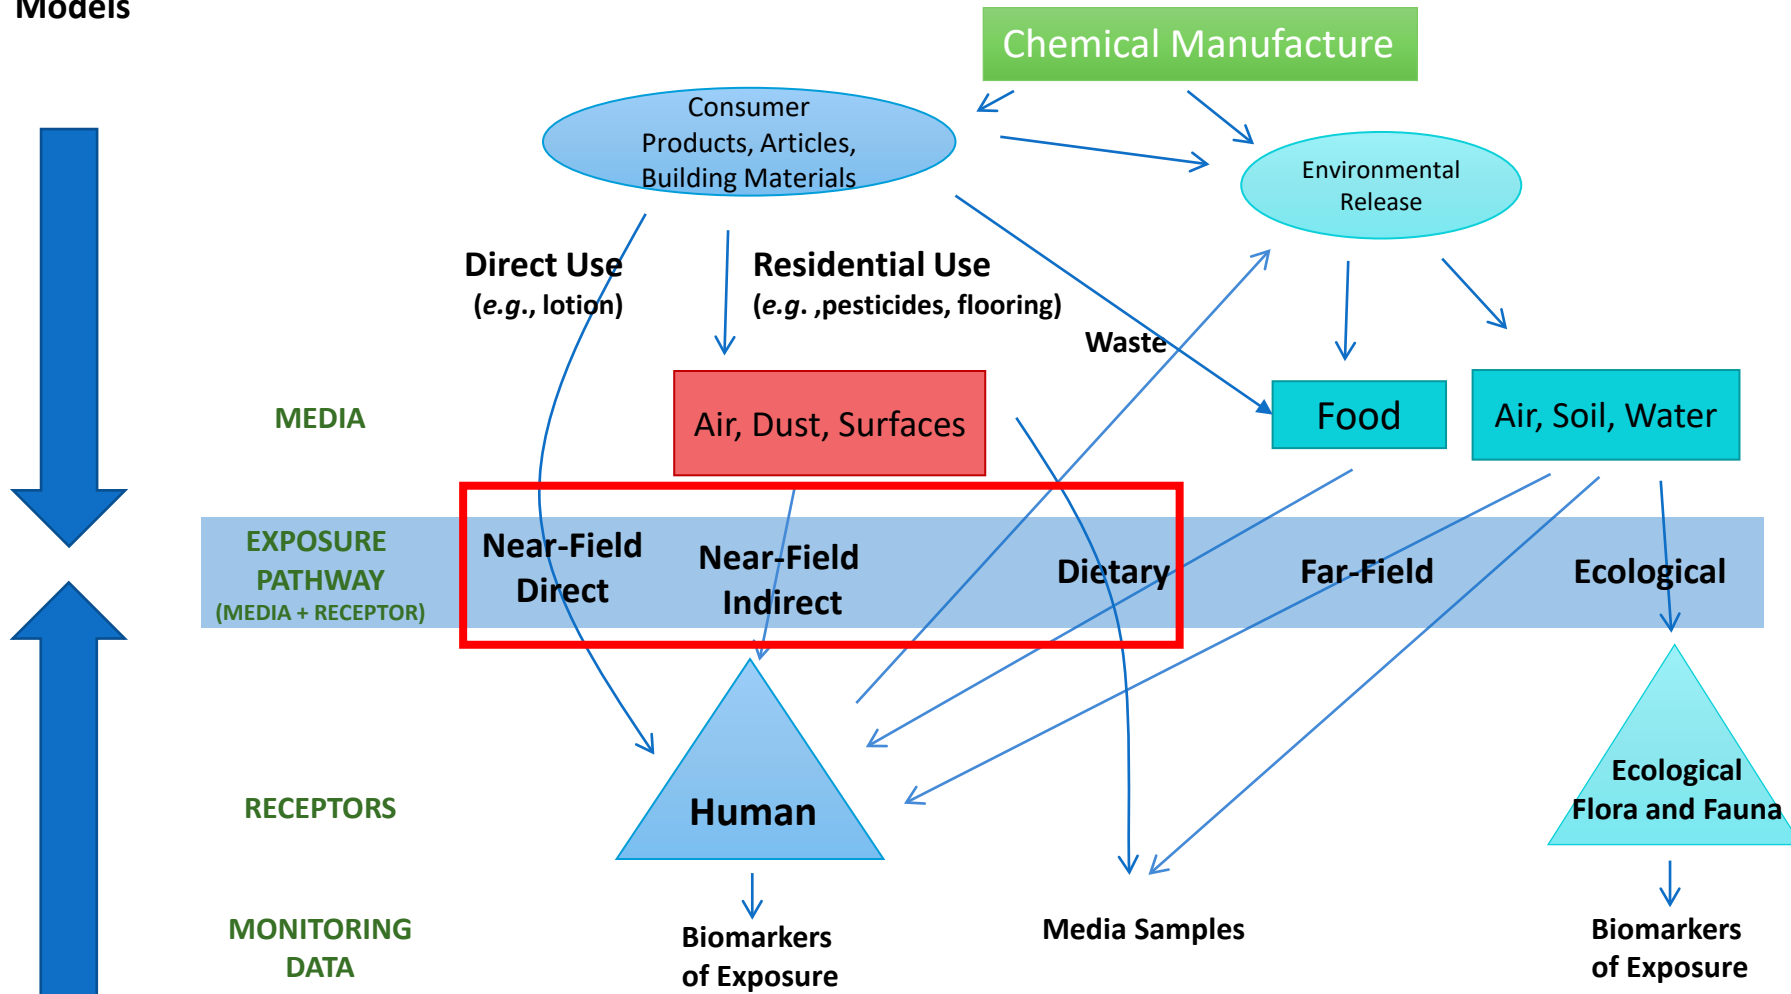 Models
Chemical Manufacture
Consumer
Products, Articles,
Building Materials
Environmental
Release
Direct Use
(e.g., lotion)
Residential Use
(e.g. ,pesticides, flooring)
Waste
MEDIA
Air, Dust, Surfaces
Food
Air, Soil, Water
EXPOSURE
PATHWAY
(MEDIA + RECEPTOR)
Near-Field
Direct
Near-Field
Indirect
Dietary
Far-Field
Ecological
RECEPTORS
Human
Ecological
Flora and Fauna
MONITORING
DATA
Biomarkers
of Exposure
Media Samples
Biomarkers
of Exposure